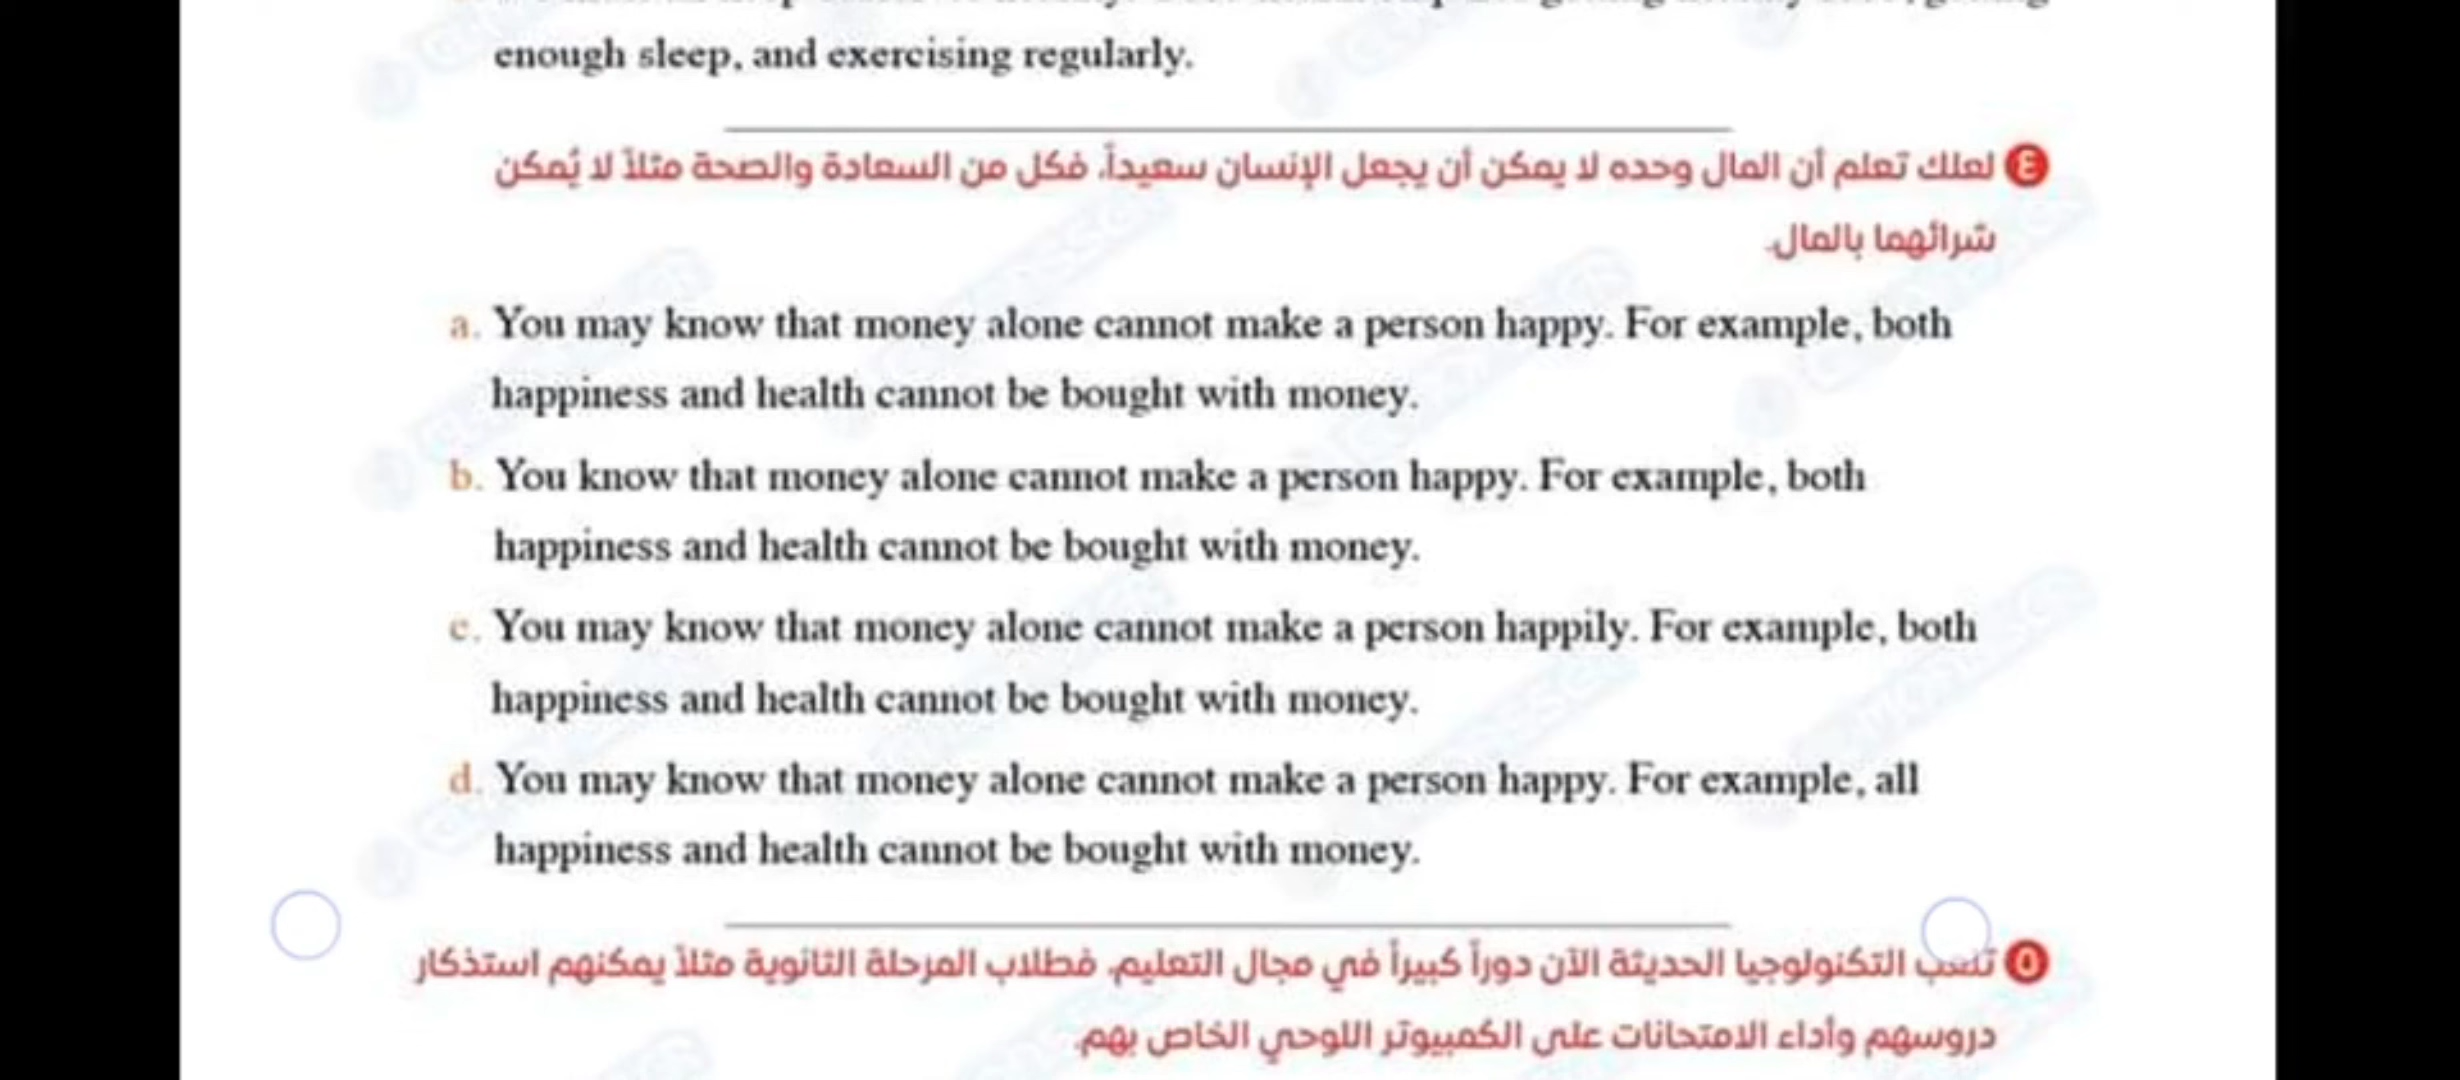 enough sleep, and exercising regularly.
٤ لعلك تعلم أن المال وحده لا يمكن أن يجعل الإنسان سعيداً، فكل من السعادة والصحة مثلاً لا يُمكن
شرائهما بالمال.
a. You may know that money alone cannot make a person happy. For example, both
happiness and health cannot be bought with money.
b. You know that money alone cannot make a person happy. For example, both
happiness and health cannot be bought with money.
c. You may know that money alone cannot make a person happily. For example, both
happiness and health cannot be bought with money.
d. You may know that money alone cannot make a person happy. For example, all
happiness and health cannot be bought with money.
٥ تلعب التكنولوجيا الحديثة الآن دوراً كبيراً في مجال التعليم، فطلاب المرحلة الثانوية مثلاً يمكنهم استذكار
دروسهم وأداء الامتحانات على الكمبيوتر اللوحي الخاص بهم.